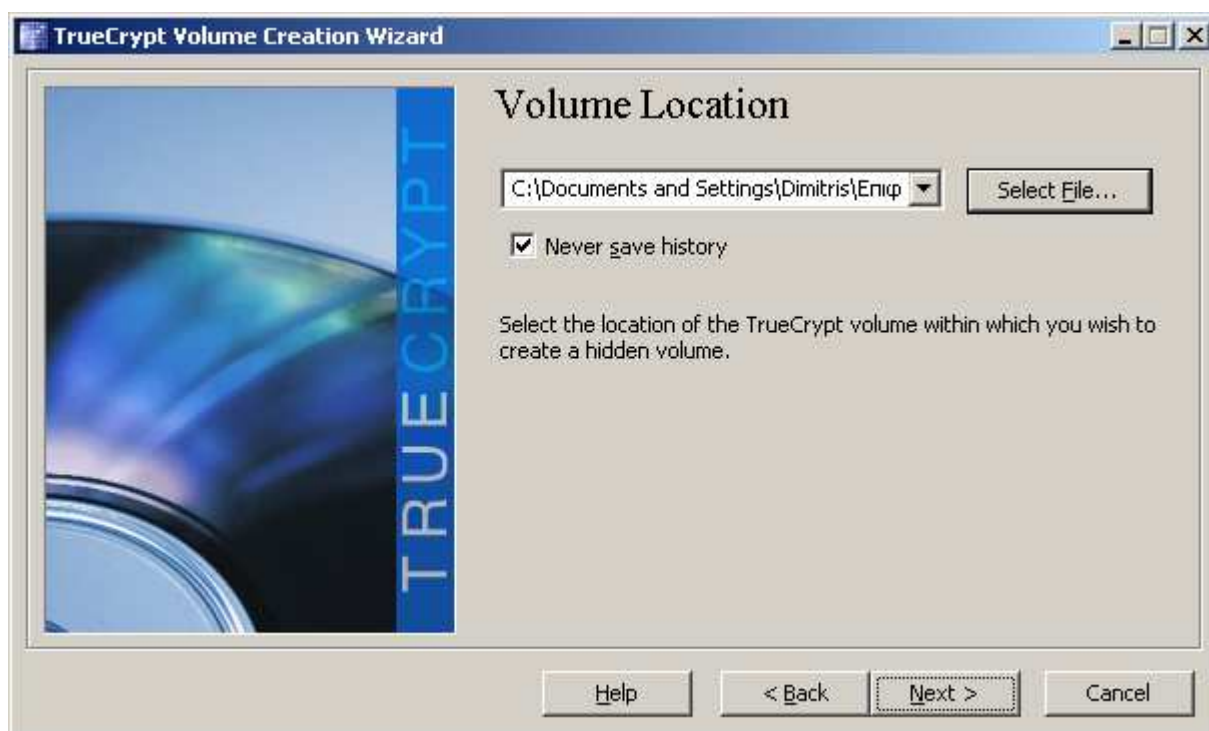 TrueCrypt Volume Creation Wizard
TRUECRYPT
Volume Location
C:\Documents and Settings\Dimitris\Επιφ
Select File...
Never save history
Select the location of the TrueCrypt volume within which you wish to
create a hidden volume.
Help
< Back
Next >
Cancel